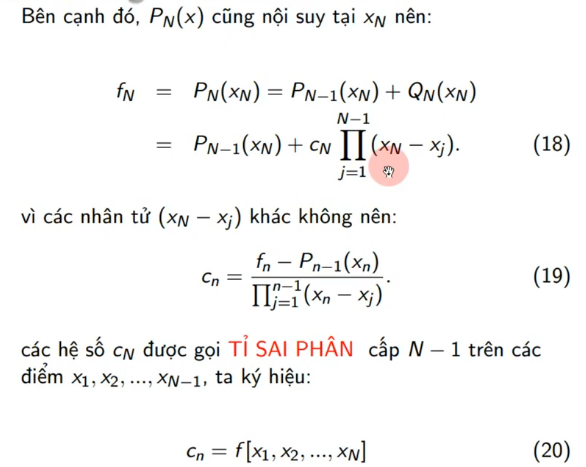 Bên cạnh đó, P_N(x) cũng nội suy tại x_N nên:
f_N = P_N(x_N) = P_{N−1}(x_N) + Q_N(x_N)
= P_{N−1}(x_N) + c_N ∏_{j=1}^{N−1} (x_N − x_j). (18)
vì các nhân tử (x_N − x_j) khác không nên:
c_n = \frac{f_n − P_{n−1}(x_n)}{∏_{j=1}^{n−1}(x_n − x_j)}. (19)
các hệ số c_N được gọi TỈ SAI PHÂN cấp N − 1 trên các
điểm x_1, x_2, ..., x_{N−1}, ta ký hiệu:
c_n = f[x_1, x_2, ..., x_N] (20)